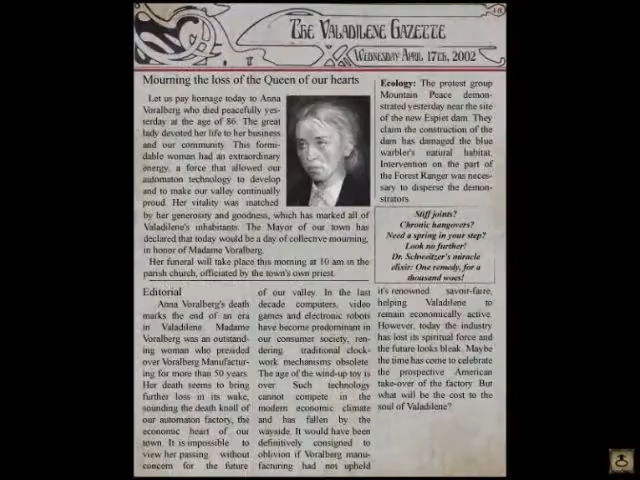 THE VALADILENE GAZETTE
WEDNESDAY APRIL 17TH, 2002
Mourning the loss of the Queen of our hearts
Let us pay homage today to Anna
Voralberg who died peacefully yes-
terday at the age of 86. The great
lady devoted her life to her business
and our community. This formi-
dable woman had an extraordinary
energy, a force that allowed our
automaton technology to develop
and to make our valley continually
proud. Her vitality was matched
by her generosity and goodness, which has marked all of
Valadilene's inhabitants. The Mayor of our town has
declared that today would be a day of collective mourning,
in honor of Madame Voralberg.
Her funeral will take place this morning at 10 am in the
parish church, officiated by the town's own priest.
Ecology: The protest group
Mountain Peace demon-
strated yesterday near the site
of the new Espiet dam. They
claim the construction of the
dam has damaged the blue
warbler's natural habitat.
Intervention on the part of
the Forest Ranger was neces-
sary to disperse the demon-
strators
Stiff joints?
Chronic hangovers?
Need a spring in your step?
Look no further!
Dr. Schweitzer's miracle
elixir: One remedy, for a
thousand woes!
Editorial
Anna Voralberg's death
marks the end of an era
in Valadilene Madame
Voralberg was an outstand-
ing woman who presided
over Voralberg Manufactur-
ing for more than 50 years.
Her death seems to bring
further loss in its wake,
sounding the death knoll of
our automaton factory, the
economic heart of our
town. It is impossible to
view her passing without
concern for the future
of our valley. In the last
decade computers, video
games and electronic robots
have become predominant in
our consumer society, ren-
dering traditional clock-
work mechanisms obsolete.
The age of the wind-up toy is
over Such technology
cannot compete in the
modern economic climate
and has fallen by the
wayside. It would have been
definitively consigned to
oblivion if Voralberg manu-
facturing had not upheld
it's renowned savoir-faire,
helping Valadilene to
remain economically active.
However, today the industry
has lost its spiritual force and
the future looks bleak. Maybe
the time has come to celebrate
the prospective American
take-over of the factory. But
what will be the cost to the
soul of Valadilene?